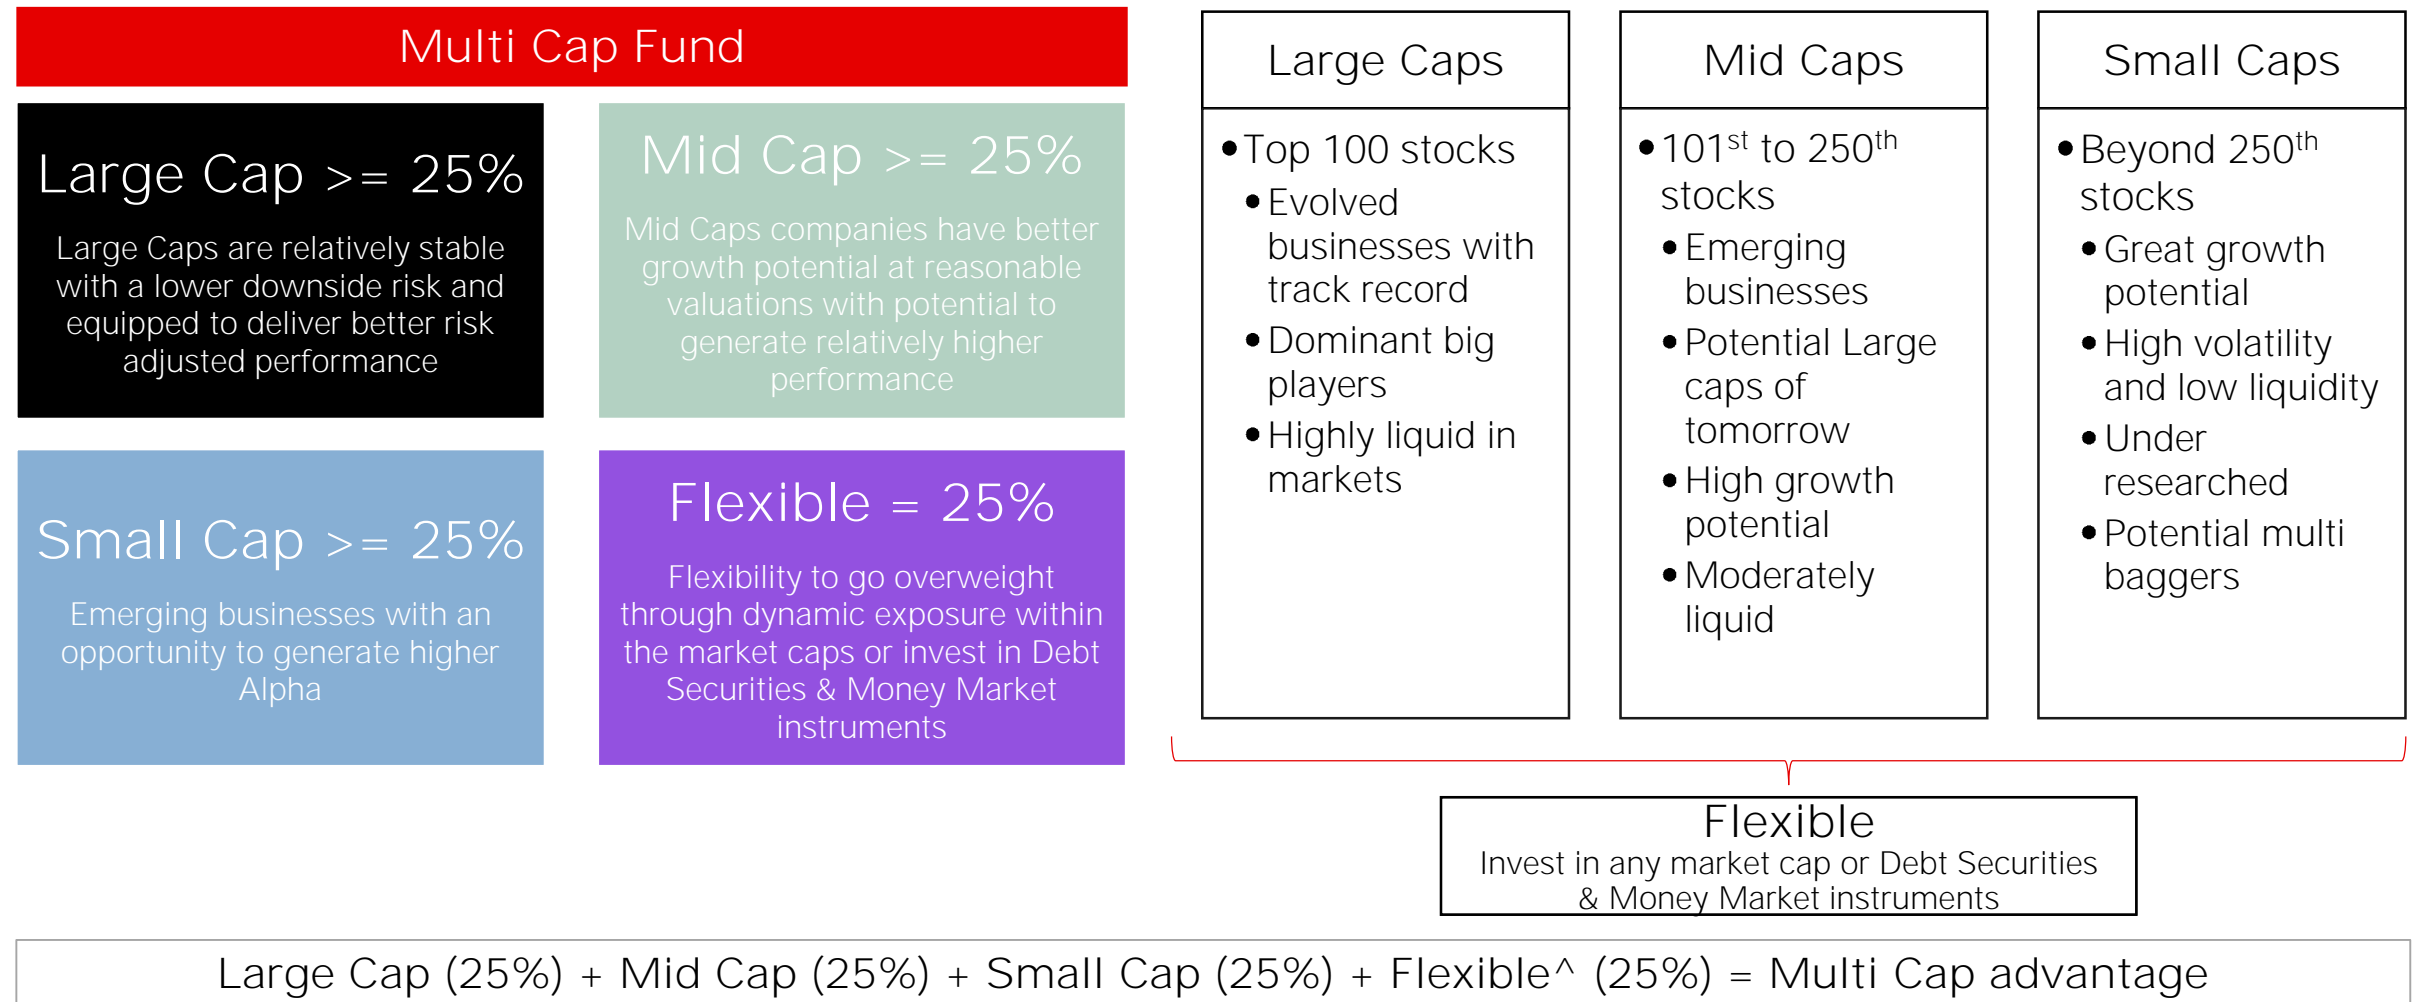 Multi Cap Fund
Large Cap >= 25%
Large Caps are relatively stable
with a lower downside risk and
equipped to deliver better risk
adjusted performance
Mid Cap >= 25%
Mid Caps companies have better
growth potential at reasonable
valuations with potential to
generate relatively higher
performance
Small Cap >= 25%
Emerging businesses with an
opportunity to generate higher
Alpha
Flexible = 25%
Flexibility to go overweight
through dynamic exposure within
the market caps or invest in Debt
Securities & Money Market
instruments
Large Caps
•Top 100 stocks
•Evolved
businesses with
track record
•Dominant big
players
•Highly liquid in
markets
Mid Caps
•101st to 250th
stocks
•Emerging
businesses
•Potential Large
caps of
tomorrow
•High growth
potential
•Moderately
liquid
Small Caps
•Beyond 250th
stocks
•Great growth
potential
•High volatility
and low liquidity
•Under
researched
•Potential multi
baggers
Flexible
Invest in any market cap or Debt Securities
& Money Market instruments
Large Cap (25%) + Mid Cap (25%) + Small Cap (25%) + Flexible^ (25%) = Multi Cap advantage